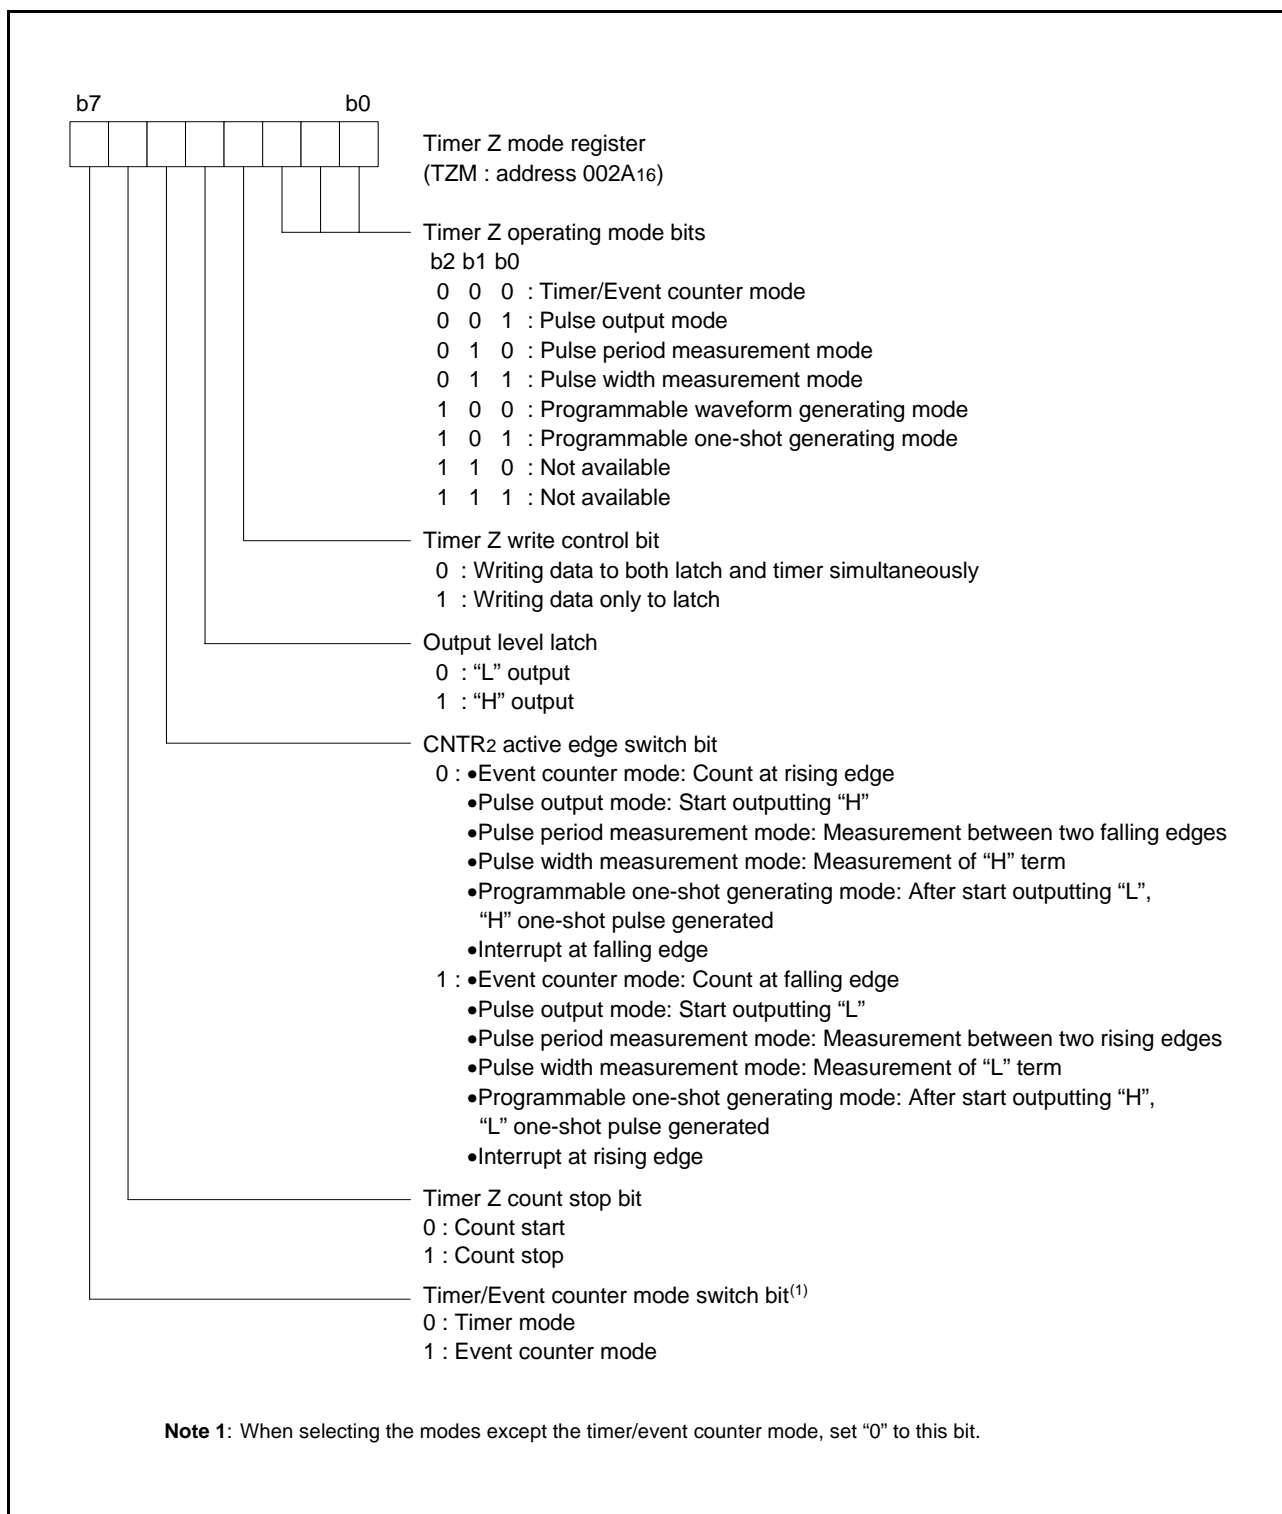 b7 b0
Timer Z mode register
(TZM : address 002A16)
Timer Z operating mode bits
b2 b1 b0
0 0 0 : Timer/Event counter mode
0 0 1 : Pulse output mode
0 1 0 : Pulse period measurement mode
0 1 1 : Pulse width measurement mode
1 0 0 : Programmable waveform generating mode
1 0 1 : Programmable one-shot generating mode
1 1 0 : Not available
1 1 1 : Not available
Timer Z write control bit
0 : Writing data to both latch and timer simultaneously
1 : Writing data only to latch
Output level latch
0 : “L” output
1 : “H” output
CNTR2 active edge switch bit
0 : •Event counter mode: Count at rising edge
•Pulse output mode: Start outputting “H”
•Pulse period measurement mode: Measurement between two falling edges
•Pulse width measurement mode: Measurement of “H” term
•Programmable one-shot generating mode: After start outputting “L”,
“H” one-shot pulse generated
•Interrupt at falling edge
1 : •Event counter mode: Count at falling edge
•Pulse output mode: Start outputting “L”
•Pulse period measurement mode: Measurement between two rising edges
•Pulse width measurement mode: Measurement of “L” term
•Programmable one-shot generating mode: After start outputting “H”,
“L” one-shot pulse generated
•Interrupt at rising edge
Timer Z count stop bit
0 : Count start
1 : Count stop
Timer/Event counter mode switch bit(1)
0 : Timer mode
1 : Event counter mode
Note 1: When selecting the modes except the timer/event counter mode, set “0” to this bit.